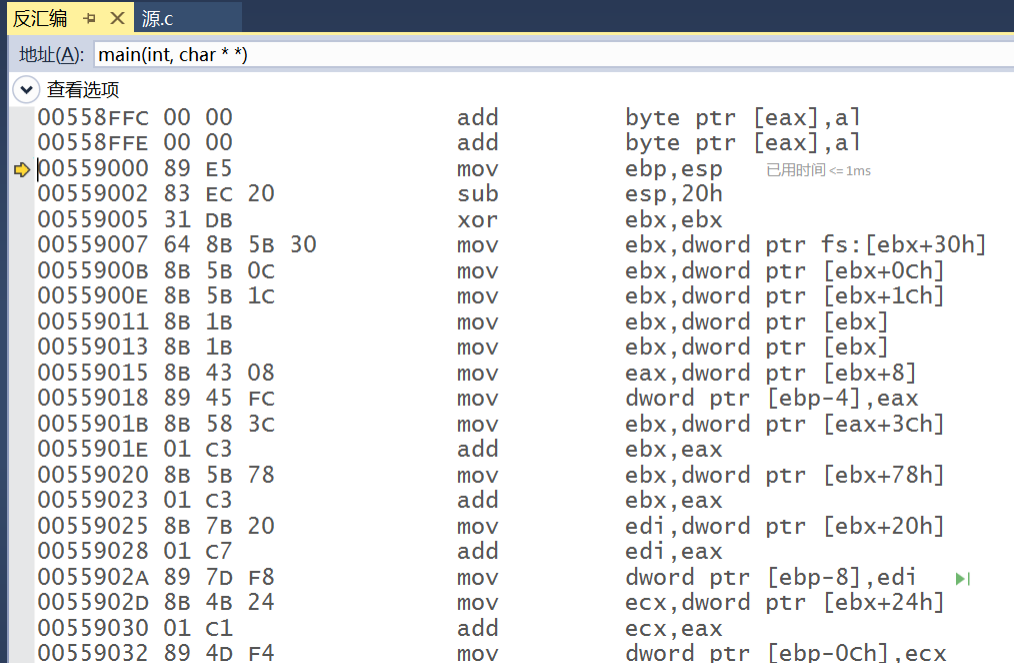 反汇编 源.c
地址(A): main(int, char * *)
查看选项
00558FFC 00 00 add byte ptr [eax],al
00558FFE 00 00 add byte ptr [eax],al
00559000 89 E5 mov ebp,esp 已用时间 <= 1ms
00559002 83 EC 20 sub esp,20h
00559005 31 DB xor ebx,ebx
00559007 64 8B 5B 30 mov ebx,dword ptr fs:[ebx+30h]
0055900B 8B 5B 0C mov ebx,dword ptr [ebx+0Ch]
0055900E 8B 5B 1C mov ebx,dword ptr [ebx+1Ch]
00559011 8B 1B mov ebx,dword ptr [ebx]
00559013 8B 1B mov ebx,dword ptr [ebx]
00559015 8B 43 08 mov eax,dword ptr [ebx+8]
00559018 89 45 FC mov dword ptr [ebp-4],eax
0055901B 8B 58 3C mov ebx,dword ptr [eax+3Ch]
0055901E 01 C3 add ebx,eax
00559020 8B 5B 78 mov ebx,dword ptr [ebx+78h]
00559023 01 C3 add ebx,eax
00559025 8B 7B 20 mov edi,dword ptr [ebx+20h]
00559028 01 C7 add edi,eax
0055902A 89 7D F8 mov dword ptr [ebp-8],edi
0055902D 8B 4B 24 mov ecx,dword ptr [ebx+24h]
00559030 01 C1 add ecx,eax
00559032 89 4D F4 mov dword ptr [ebp-0Ch],ecx